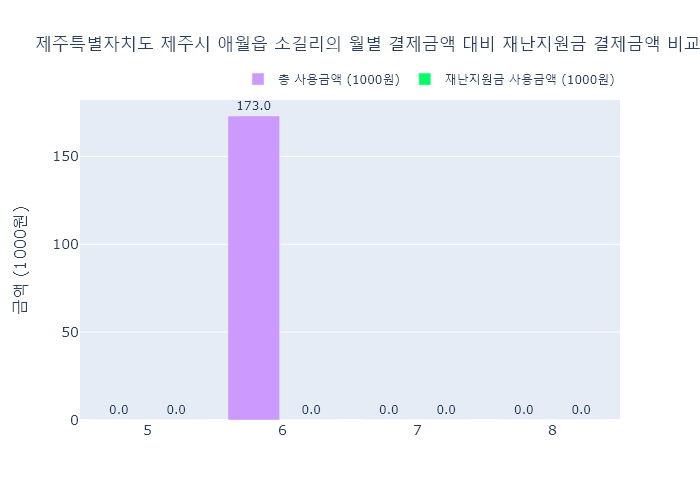 제주특별자치도 제주시 애월읍 소길리의 월별 결제금액 대비 재난지원금 결제금액 비교
총 사용금액 (1000원)
재난지원금 사용금액 (1000원)
173.0
150
100
50
0
금액 (1000원)
0.0 0.0 0.0 0.0 0.0 0.0 0.0
5 6 7 8